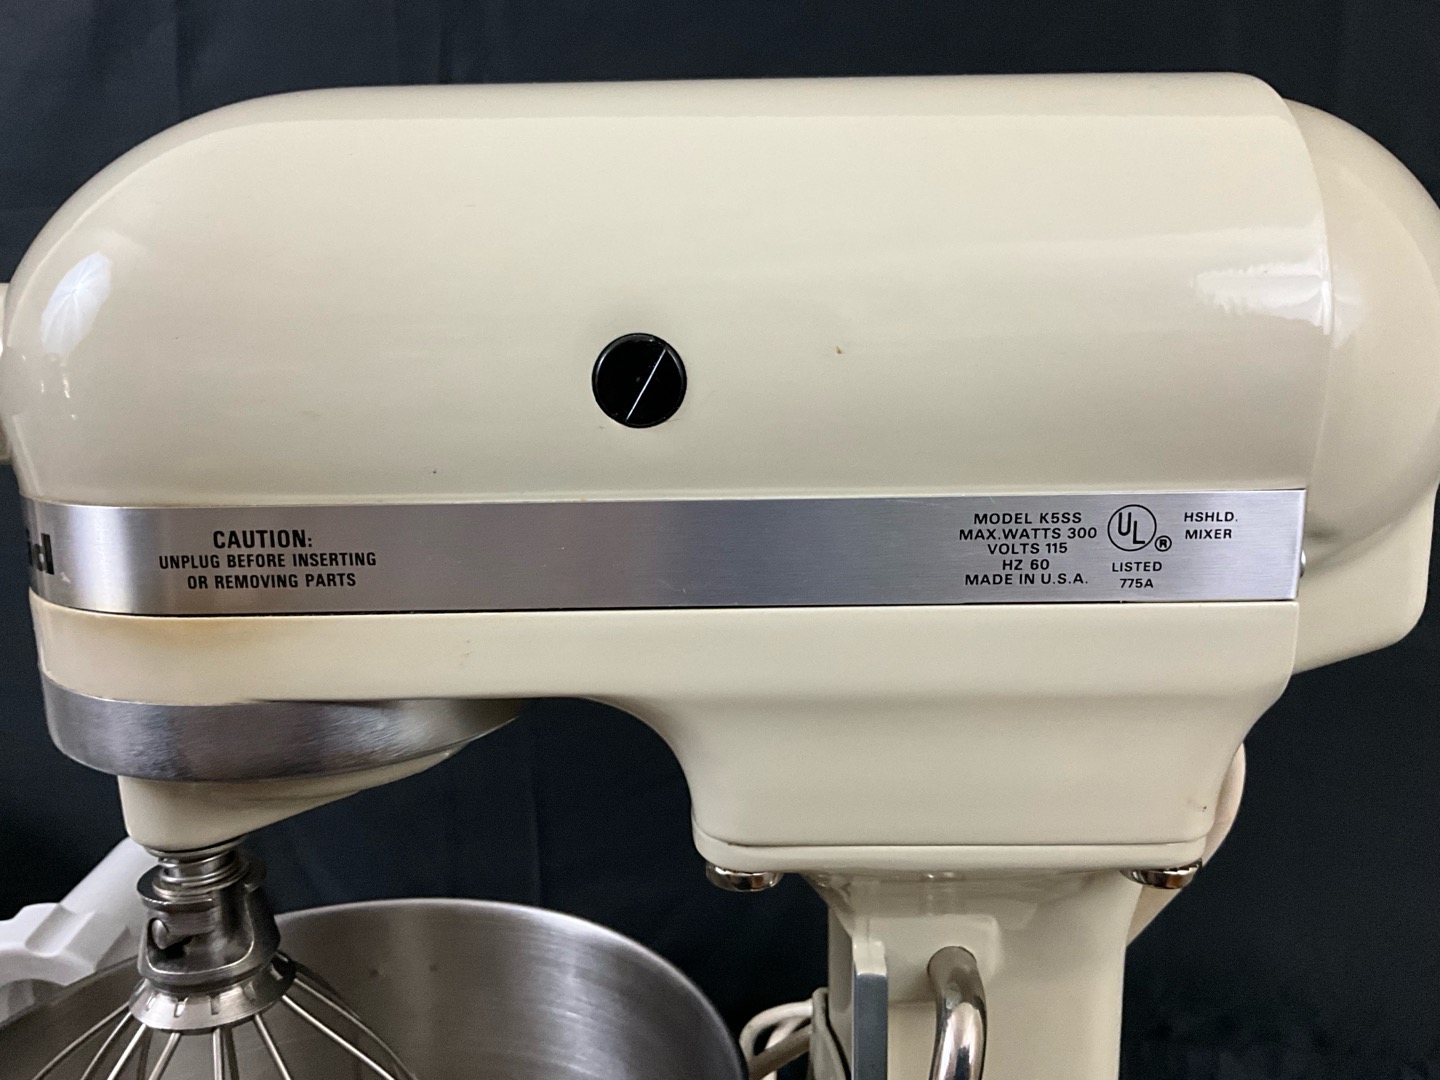 CAUTION:
UNPLUG BEFORE INSERTING
OR REMOVING PARTS
MODEL K5SS
MAX.WATTS 300
VOLTS 115
HZ 60
MADE IN U.S.A.
UL®
LISTED
775A
HSHLD.
MIXER